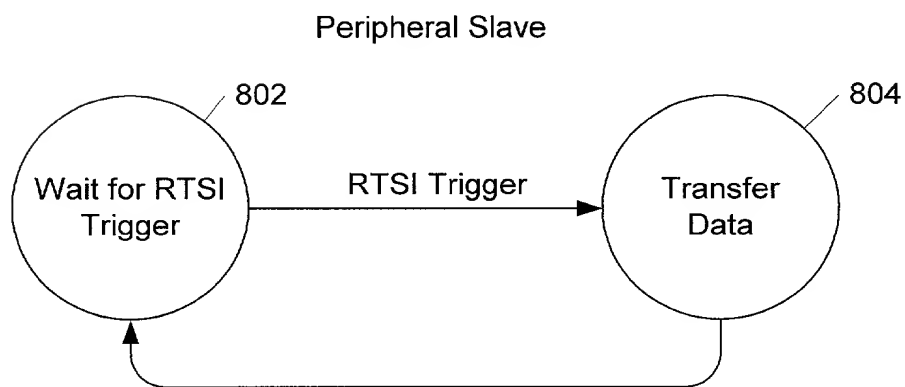 Peripheral Slave
802
804
Wait for RTSI
Trigger
RTSI Trigger
Transfer
Data